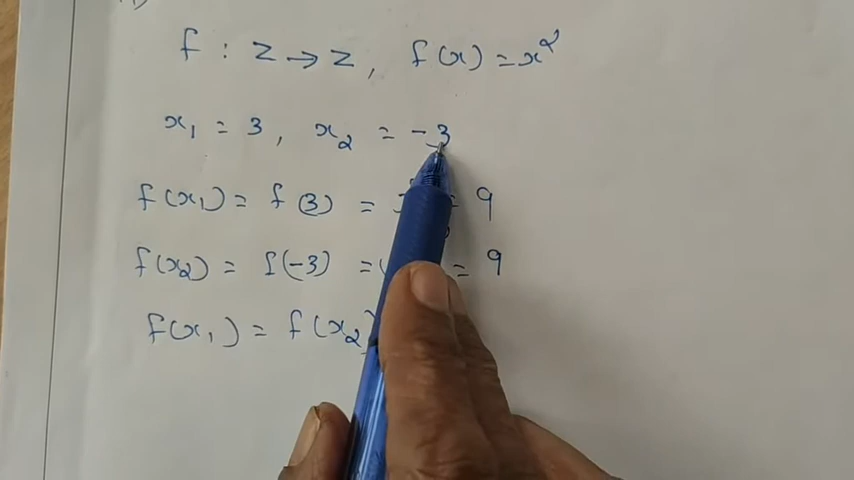 f : Z → Z, f(x) = x²
x₁ = 3, x₂ = -3
f(x₁) = f(3) = = 9
f(x₂) = f(-3) = ( = 9
f(x₁) = f(x₂)